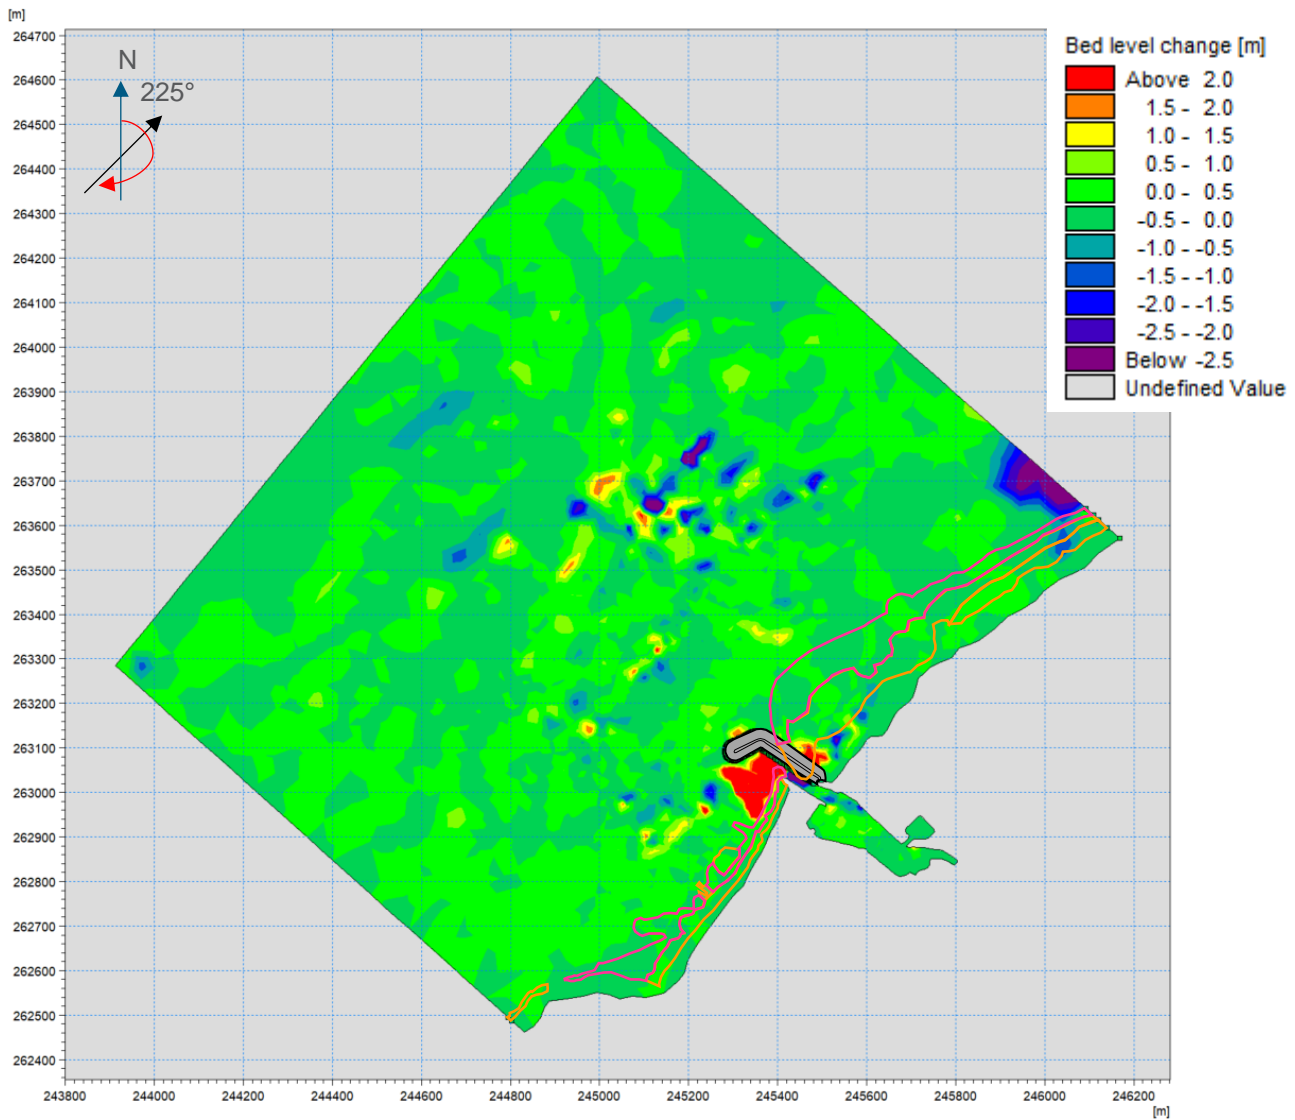 [m]
264700
264600
264500
264400
264300
264200
264100
264000
263900
263800
263700
263600
263500
263400
263300
263200
263100
263000
262900
262800
262700
262600
262500
262400
N
225°
Bed level change [m]
Above 2.0
1.5 - 2.0
1.0 - 1.5
0.5 - 1.0
0.0 - 0.5
-0.5 - 0.0
-1.0 - -0.5
-1.5 - -1.0
-2.0 - -1.5
-2.5 - -2.0
Below -2.5
Undefined Value
243800 244000 244200 244400 244600 244800 245000 245200 245400 245600 245800 246000 246200
[m]